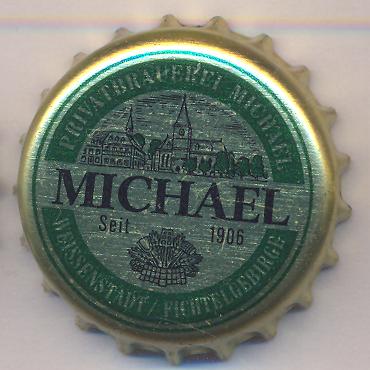 PRIVATBRAUEREI MICHAEL
MICHAEL
Seit 1906
WEISSENSTADT / FICHTELGEBIRGE